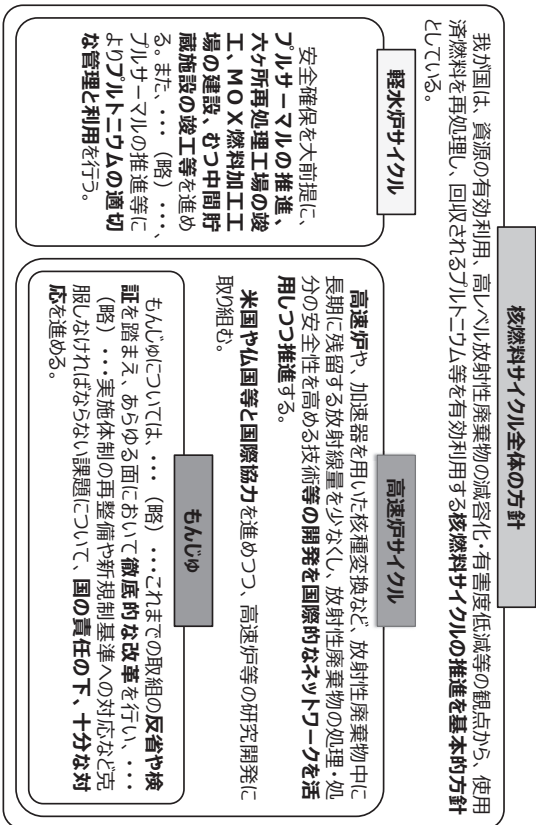 核燃料サイクル全体の方針
我が国は、資源の有効利用、高レベル放射性廃棄物の減容化・有害度低減等の観点から、使用
済燃料を再処理し、回収されるプルトニウム等を有効利用する核燃料サイクルの推進を基本的方針
としている。
軽水炉サイクル
安全確保を大前提に、
プルサーマルの推進、
六ヶ所再処理工場の竣
工、MOX燃料加工工
場の建設、むつ中間貯
蔵施設の竣工等を進め
る。また、・・・（略）・・・、
プルサーマルの推進等に
よりプルトニウムの適切
な管理と利用を行う。
高速炉サイクル
高速炉や、加速器を用いた核種変換など、放射性廃棄物中に
長期に残留する放射線量を少なくし、放射性廃棄物の処理・処
分の安全性を高める技術等の開発を国際的なネットワークを活
用しつつ推進する。
米国や仏国等と国際協力を進めつつ、高速炉等の研究開発に
取り組む。
もんじゅ
もんじゅについては、・・・（略）・・・これまでの取組の反省や検
証を踏まえ、あらゆる面において徹底的な改革を行い、・・・
（略）・・・実施体制の再整備や新規制基準への対応など克
服しなければならない課題について、国の責任の下、十分な対
応を進める。